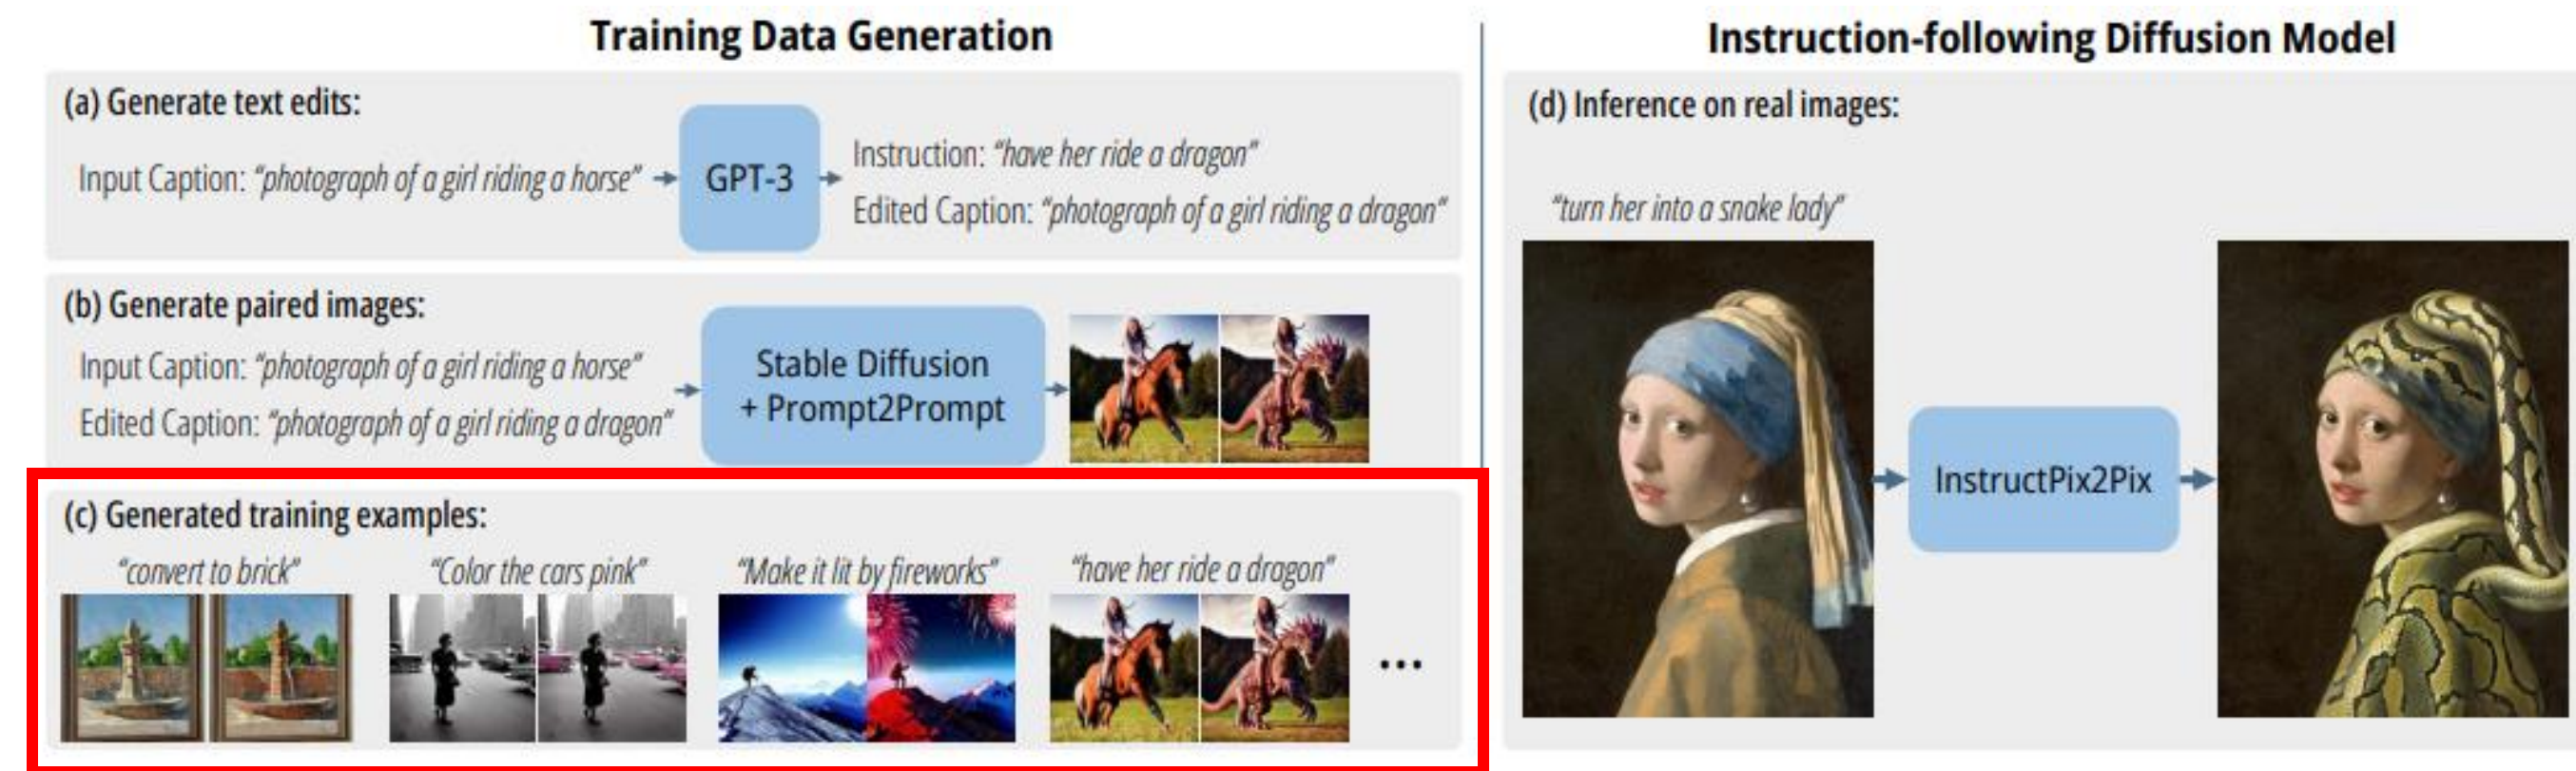 Training Data Generation
(a) Generate text edits:
Input Caption: “photograph of a girl riding a horse”
GPT-3
Instruction: “have her ride a dragon”
Edited Caption: “photograph of a girl riding a dragon”
(b) Generate paired images:
Input Caption: “photograph of a girl riding a horse”
Edited Caption: “photograph of a girl riding a dragon”
Stable Diffusion
+ Prompt2Prompt
(c) Generated training examples:
“convert to brick”
“Color the cars pink”
“Make it lit by fireworks”
“have her ride a dragon”
...
Instruction-following Diffusion Model
(d) Inference on real images:
“turn her into a snake lady”
InstructPix2Pix